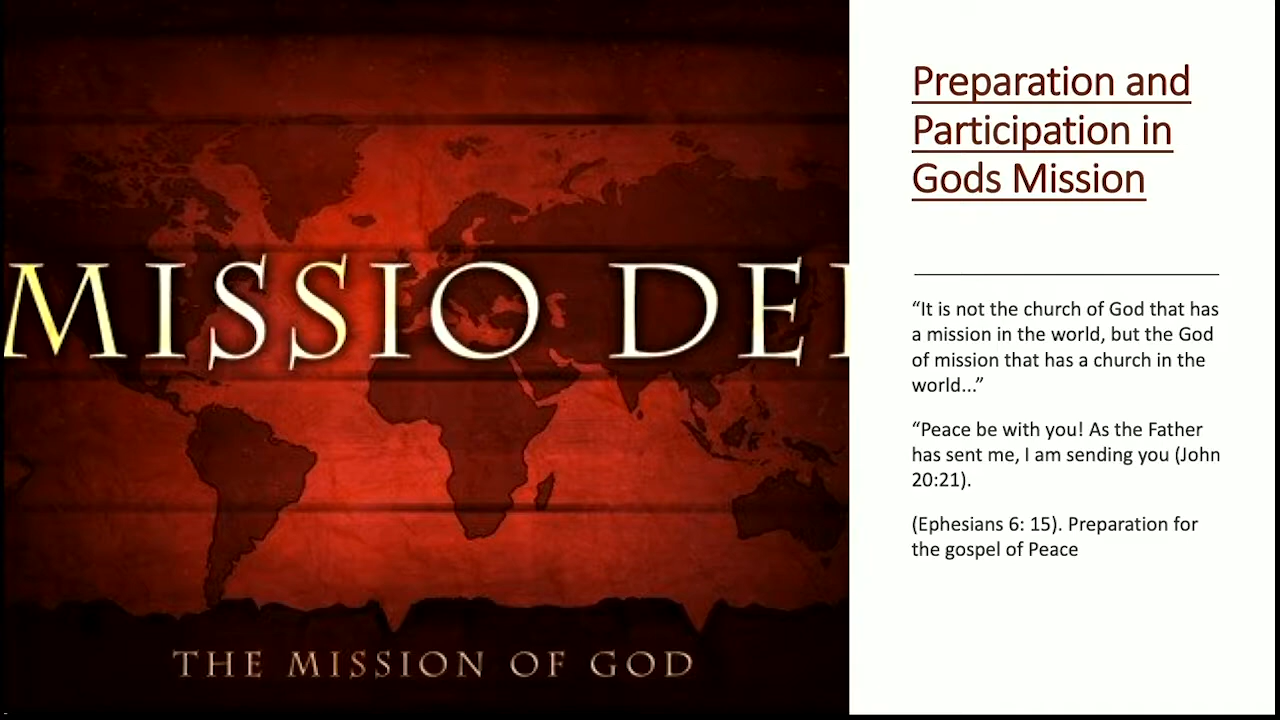 MISSIO DEI
THE MISSION OF GOD
Preparation and
Participation in
Gods Mission
“It is not the church of God that has
a mission in the world, but the God
of mission that has a church in the
world...”
“Peace be with you! As the Father
has sent me, I am sending you (John
20:21).
(Ephesians 6: 15). Preparation for
the gospel of Peace